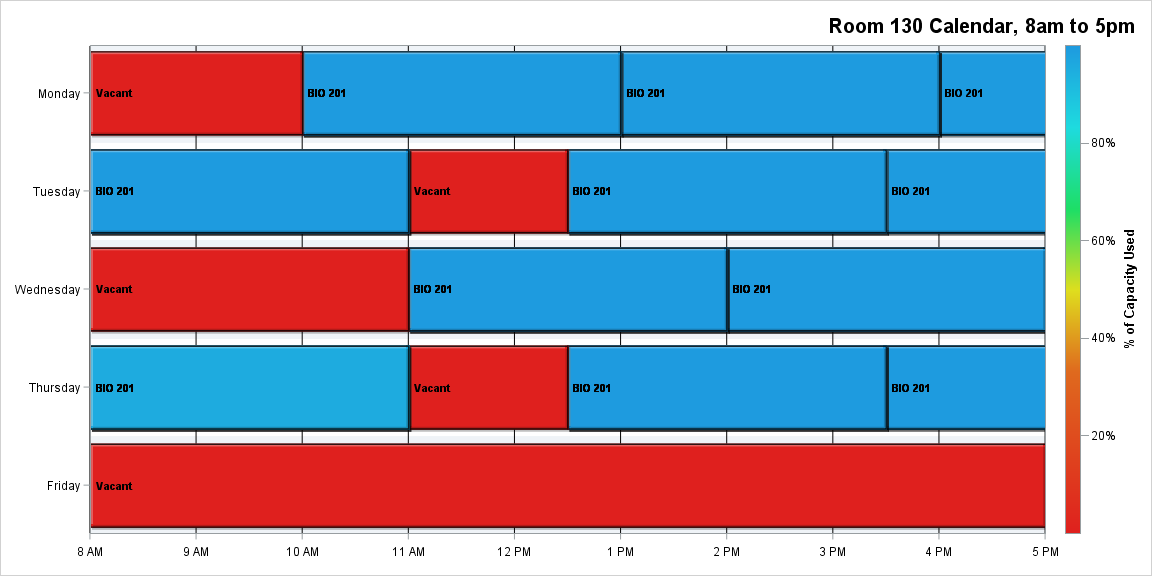 Room 130 Calendar, 8am to 5pm
Monday
Vacant
BIO 201
BIO 201
BIO 201
Tuesday
BIO 201
Vacant
BIO 201
BIO 201
Wednesday
Vacant
BIO 201
BIO 201
Thursday
BIO 201
Vacant
BIO 201
BIO 201
Friday
Vacant
8 AM
9 AM
10 AM
11 AM
12 PM
1 PM
2 PM
3 PM
4 PM
5 PM
80%
60%
40%
20%
% of Capacity Used